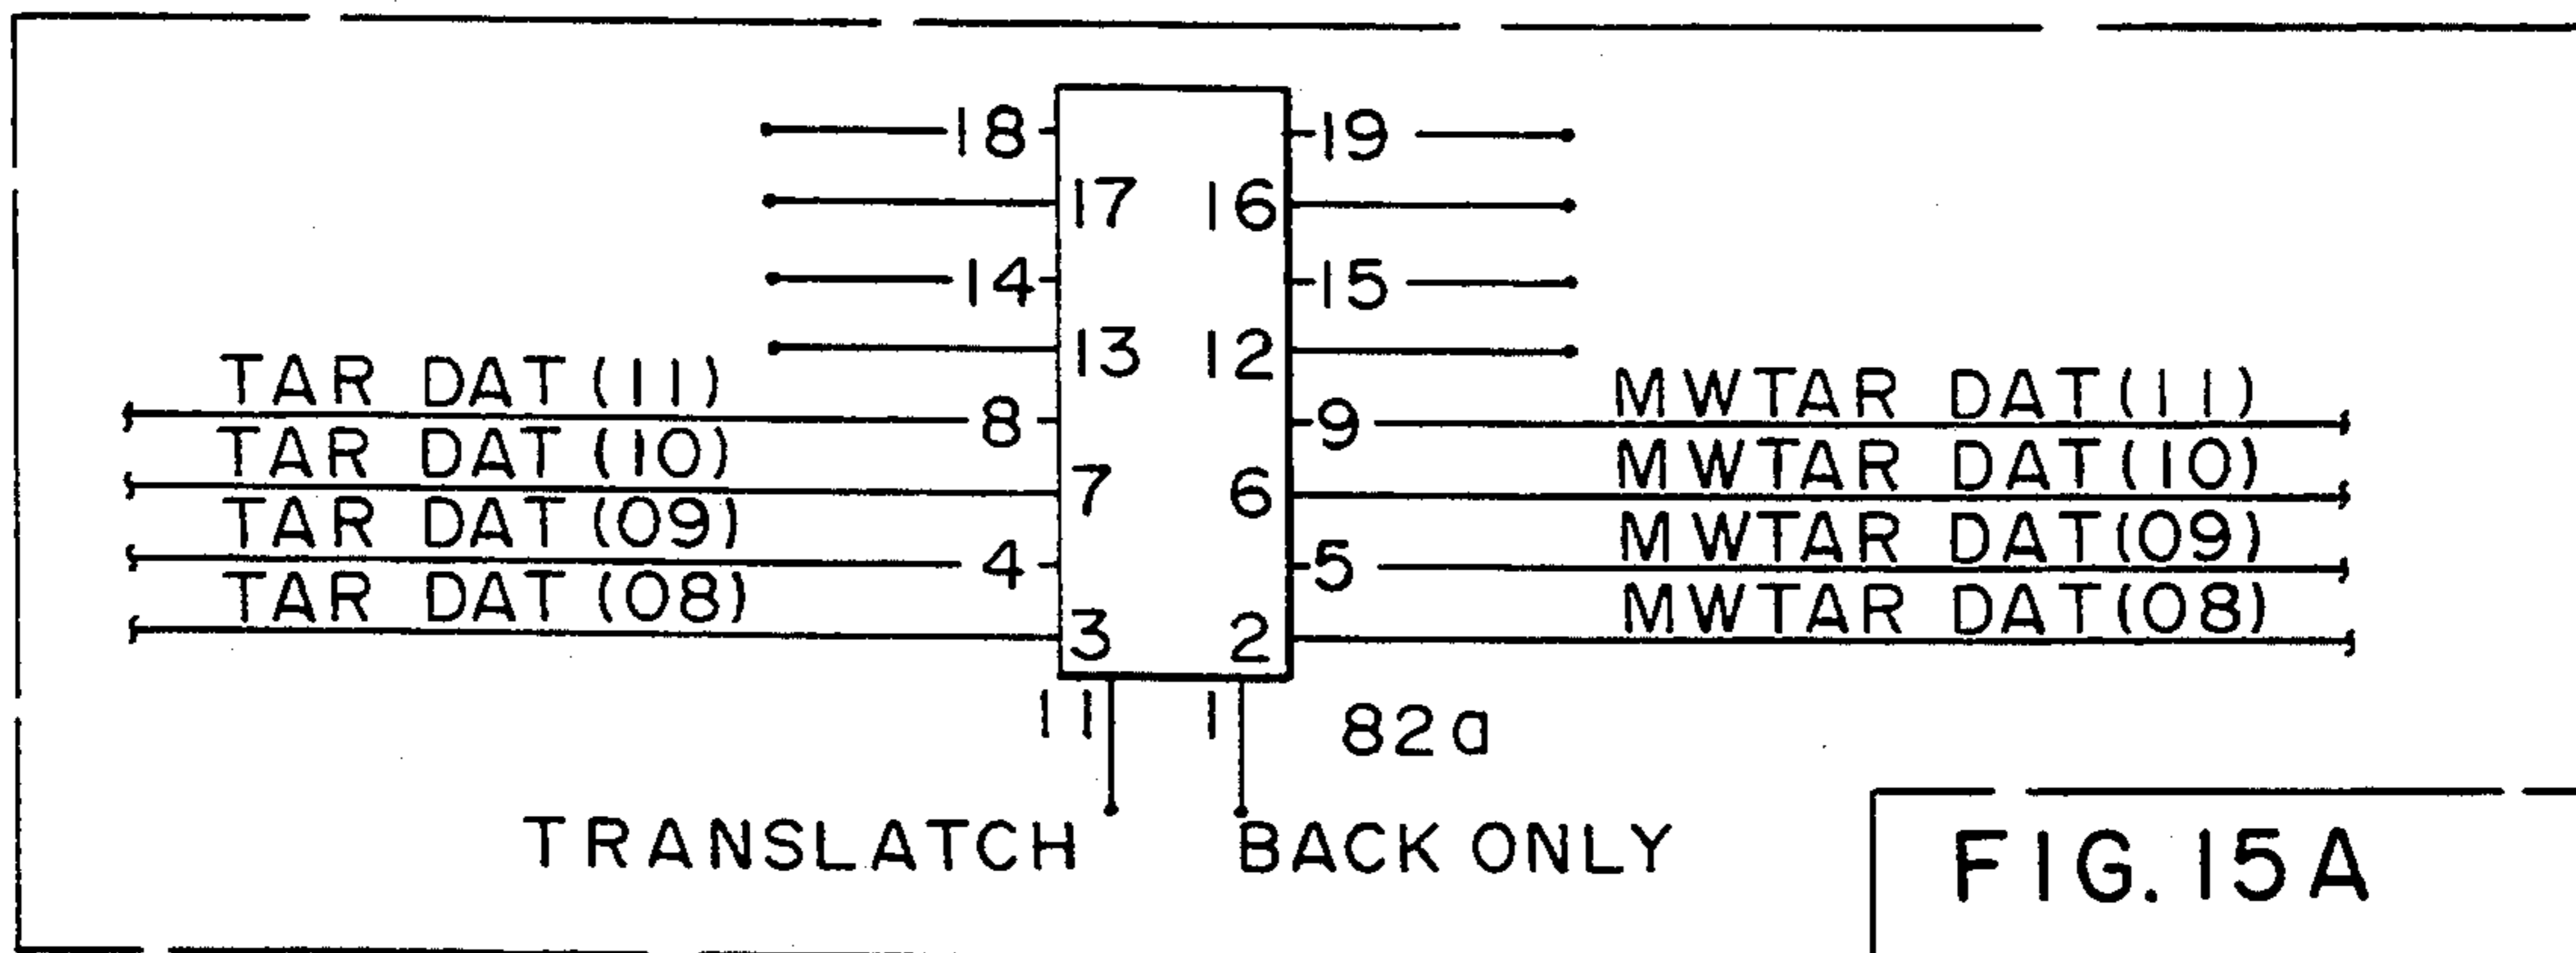 18 19
17 16
14 15
13 12
TAR DAT (11) 8 9 MWTAR DAT(11)
TAR DAT (10) 7 6 MWTAR DAT(10)
TAR DAT (09) 4 5 MWTAR DAT(09)
TAR DAT (08) 3 2 MWTAR DAT(08)
11 1 82a
TRANSLATCH BACK ONLY
FIG. 15A